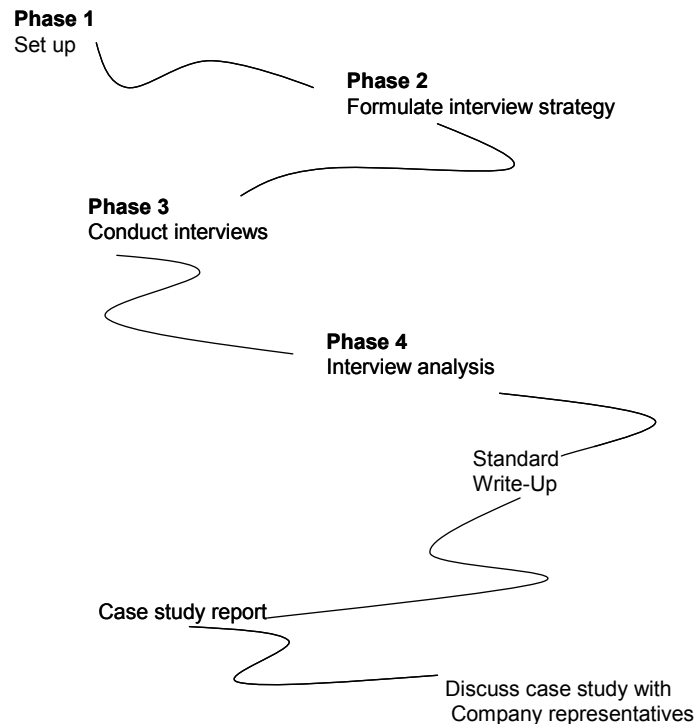 Phase 1
Set up
Phase 2
Formulate interview strategy
Phase 3
Conduct interviews
Phase 4
Interview analysis
Standard
Write-Up
Case study report
Discuss case study with
Company representatives